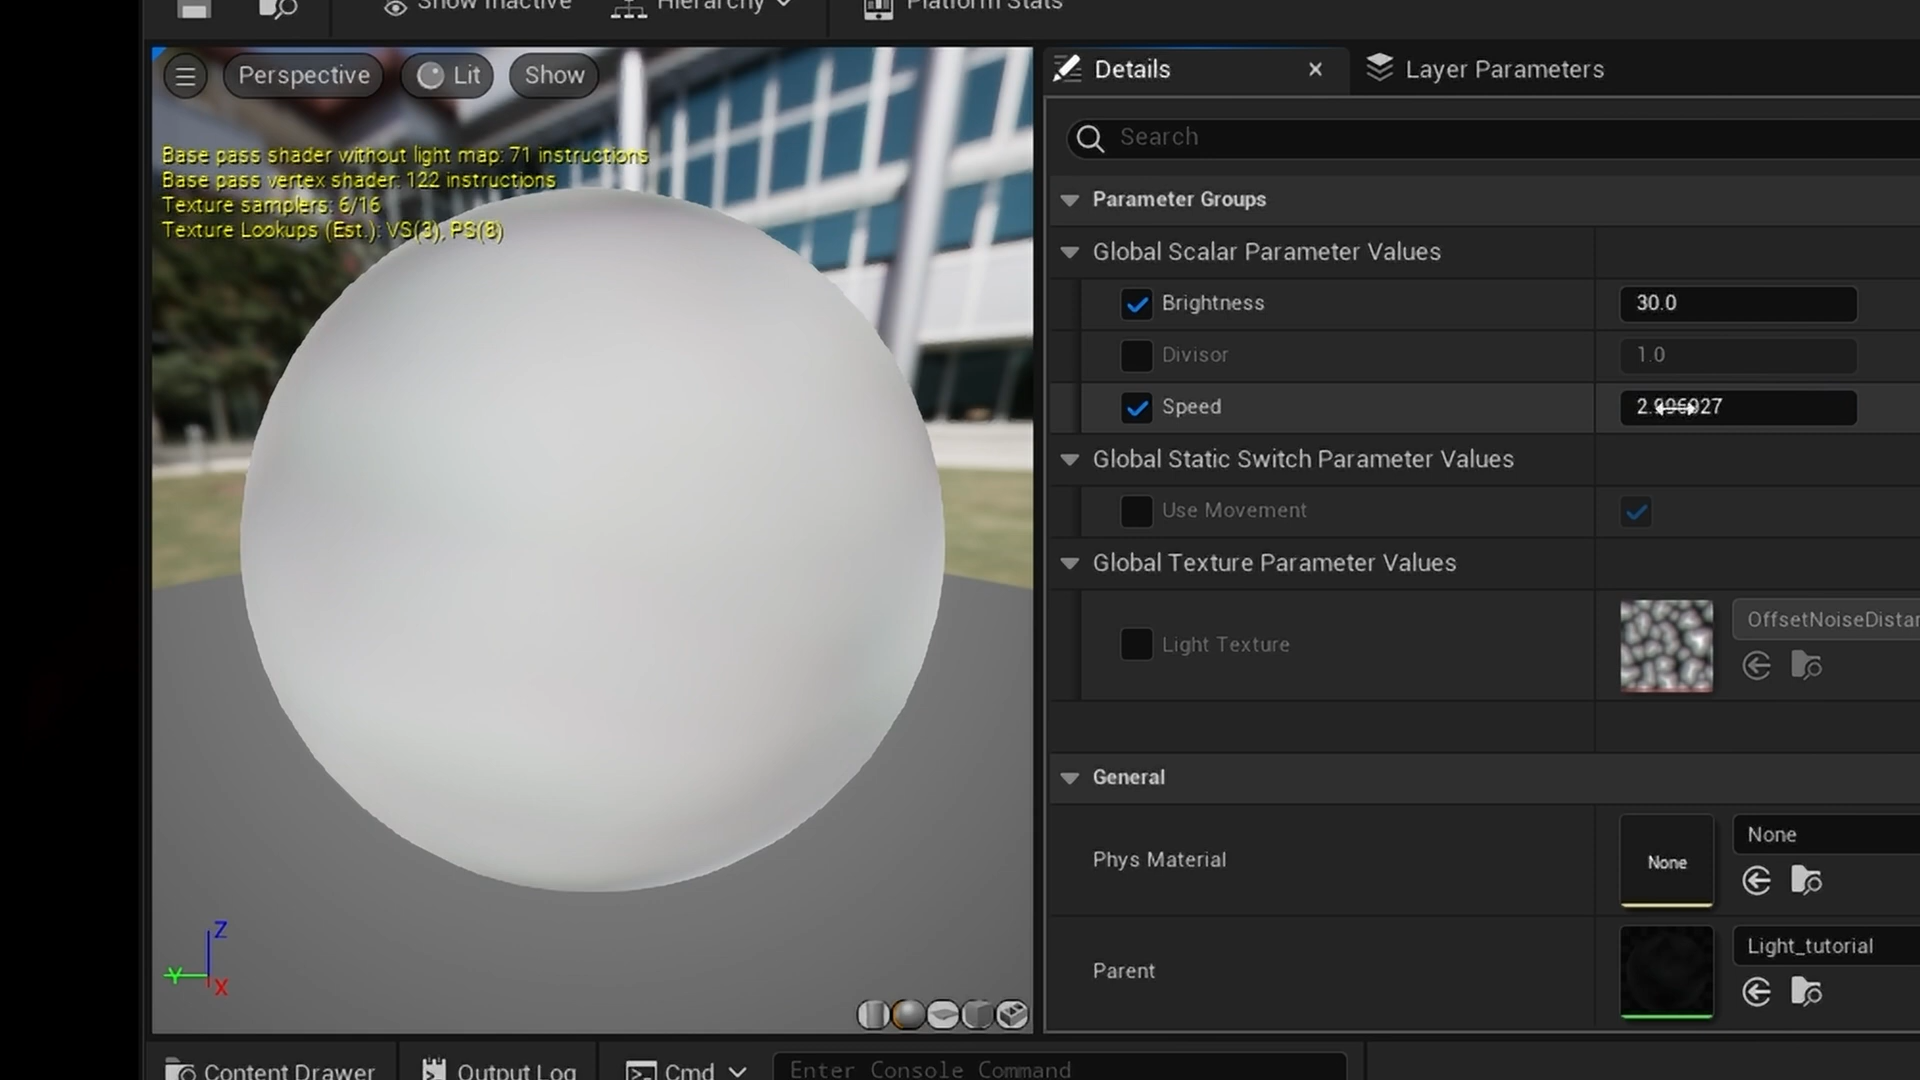 Show Inactive
Hierarchy
Platform Stats
Perspective
Lit
Show
Base pass shader without light map: 71 instructions
Base pass vertex shader: 122 instructions
Texture samplers: 6/16
Texture Lookups (Est.): VS(3), PS(8)
Z
Y
X
Details
Layer Parameters
Search
Parameter Groups
Global Scalar Parameter Values
Brightness
30.0
Divisor
1.0
Speed
Global Static Switch Parameter Values
Use Movement
Global Texture Parameter Values
Light Texture
OffsetNoiseDistan
General
Phys Material
None
None
Parent
Light_tutorial
Content Drawer
Output Log
Cmd
Enter Console Command